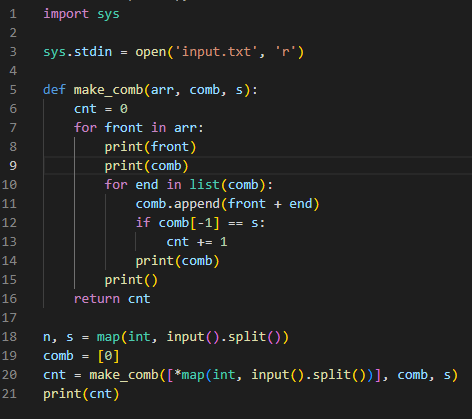 1 import sys
2
3 sys.stdin = open('input.txt', 'r')
4
5 def make_comb(arr, comb, s):
6     cnt = 0
7     for front in arr:
8         print(front)
9         print(comb)
10         for end in list(comb):
11             comb.append(front + end)
12             if comb[-1] == s:
13                 cnt += 1
14             print(comb)
15         print()
16     return cnt
17
18 n, s = map(int, input().split())
19 comb = [0]
20 cnt = make_comb([*map(int, input().split())], comb, s)
21 print(cnt)